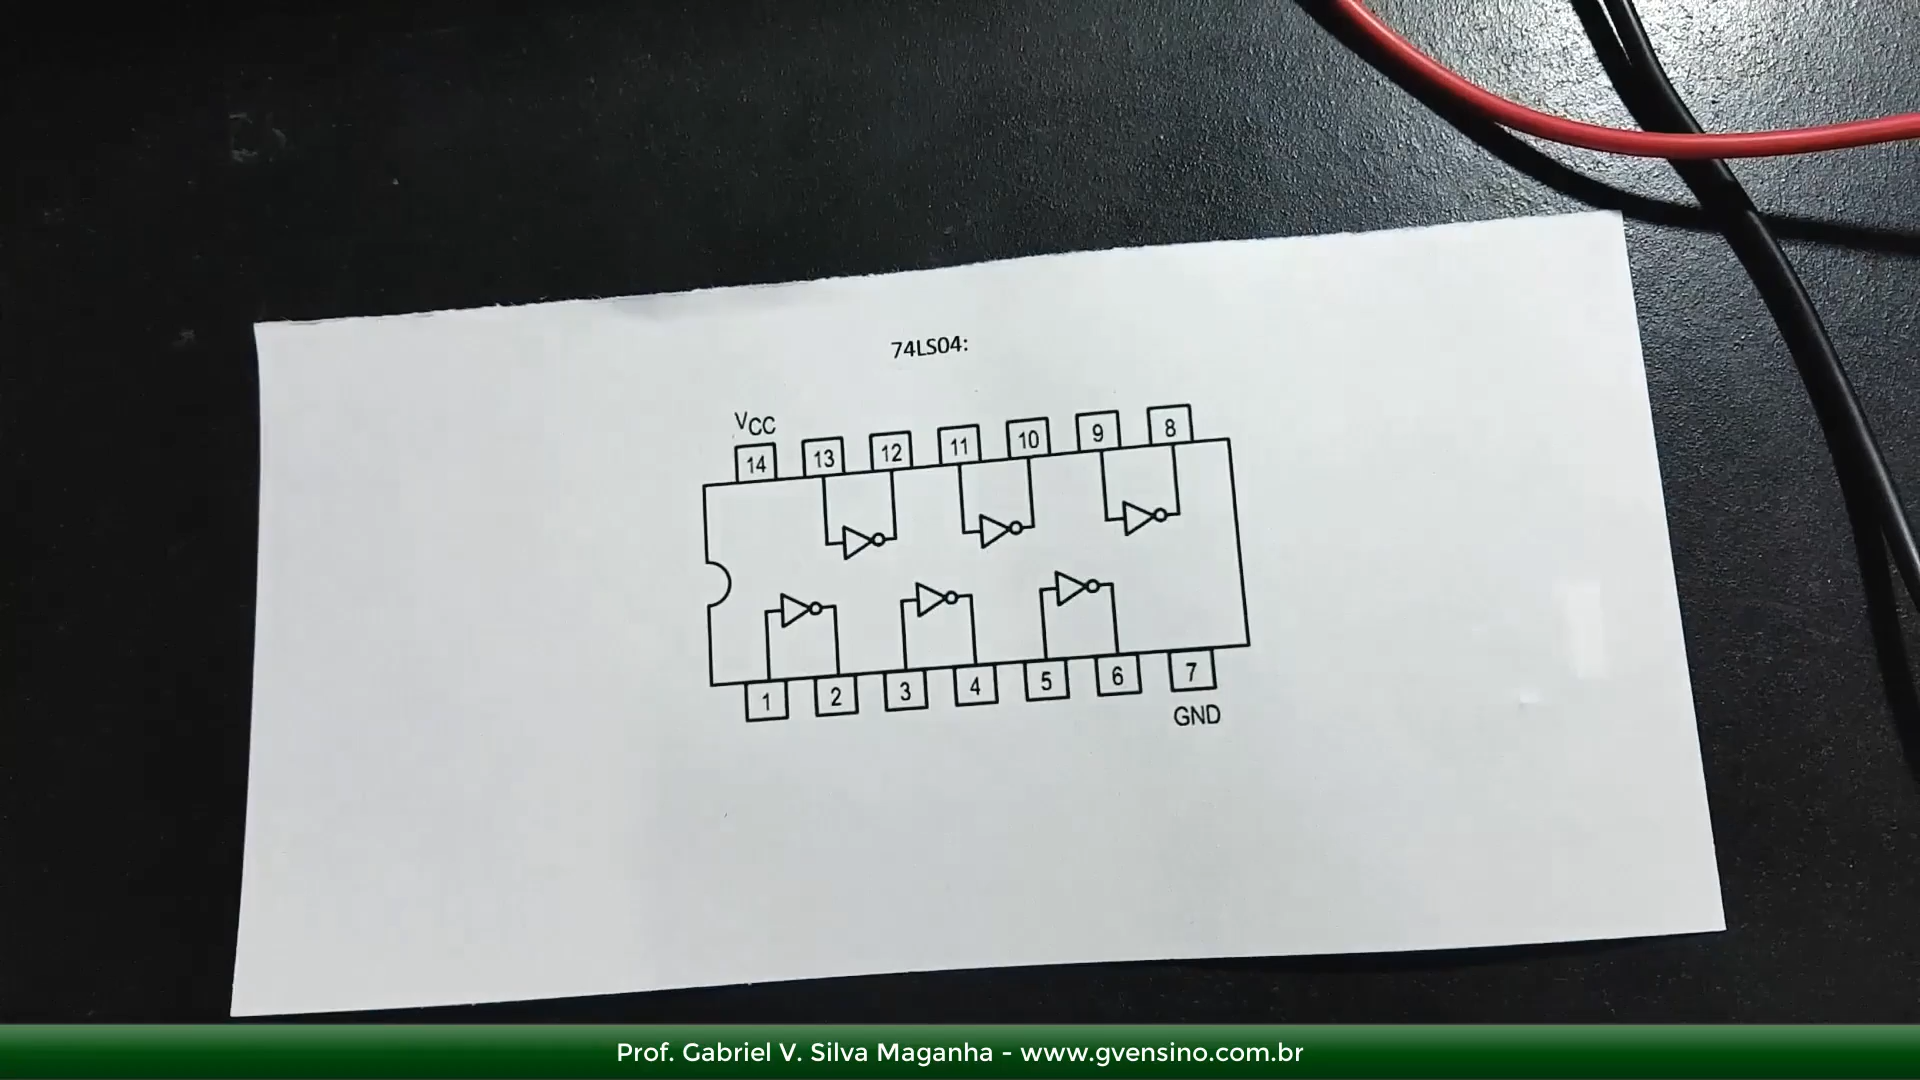 74LS04:
VCC
14 13 12 11 10 9 8
1 2 3 4 5 6 7
GND
Prof. Gabriel V. Silva Maganha - www.gvensino.com.br